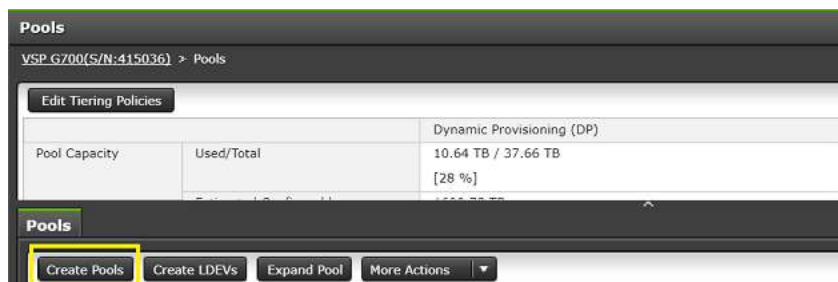 Pools
VSP G700(S/N:415036) > Pools
Edit Tiering Policies
Dynamic Provisioning (DP)
Pool Capacity Used/Total 10.64 TB / 37.66 TB
[28 %]
Pools
Create Pools Create LDEVs Expand Pool More Actions